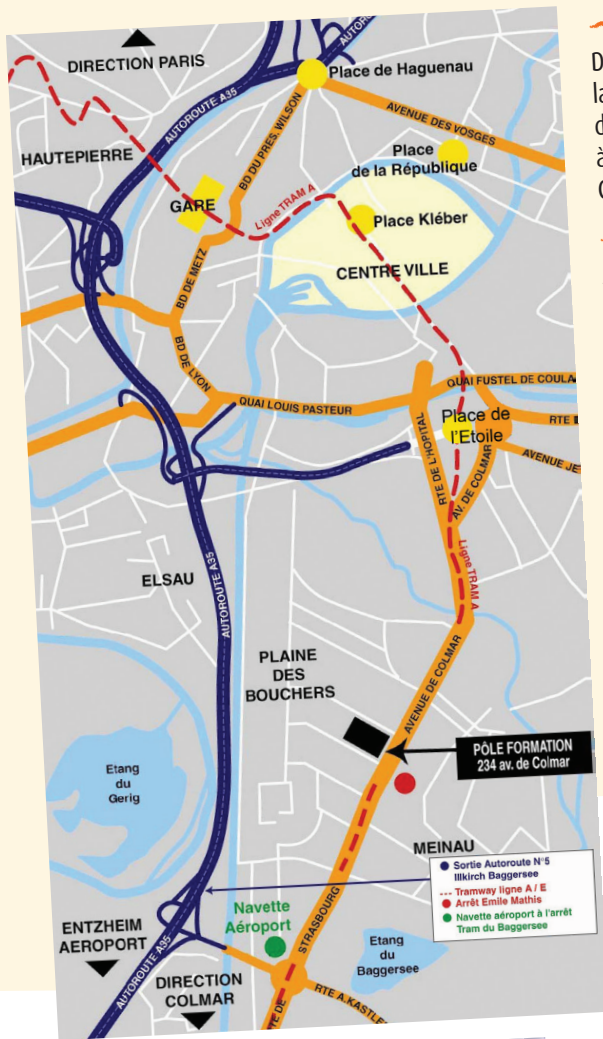 DIRECTION PARIS
AUTOROUTE A35
Place de Haguenau
AVENUE DES VOSGES
BD DU PRES. WILSON
HAUTEPIERRE
Place
de la République
GARE
Ligne TRAM A
Place Kléber
CENTRE VILLE
BD DE METZ
BD DE LYON
QUAI LOUIS PASTEUR
QUAI FUSTEL DE COULA
Place de
l'Etoile
RTE
RTE DE L'HOPITAL
AV. DE COLMAR
AVENUE JE
Ligne TRAM A
ELSAU
AUTOROUTE A35
PLAINE
DES
BOUCHERS
AVENUE DE COLMAR
PÔLE FORMATION
234 av. de Colmar
Etang
du
Gerig
MEINAU
Sortie Autoroute N°5
Illkirch Baggersee
Tramway ligne A / E
Arrêt Emile Mathis
Navette aéroport à l'arrêt
Tram du Baggersee
Navette
Aéroport
STRASBOURG
ENTZHEIM
AEROPORT
AUTOROUTE A35
DIRECTION
COLMAR
Etang
du
Baggersee
RTE A.KASTLE
DE